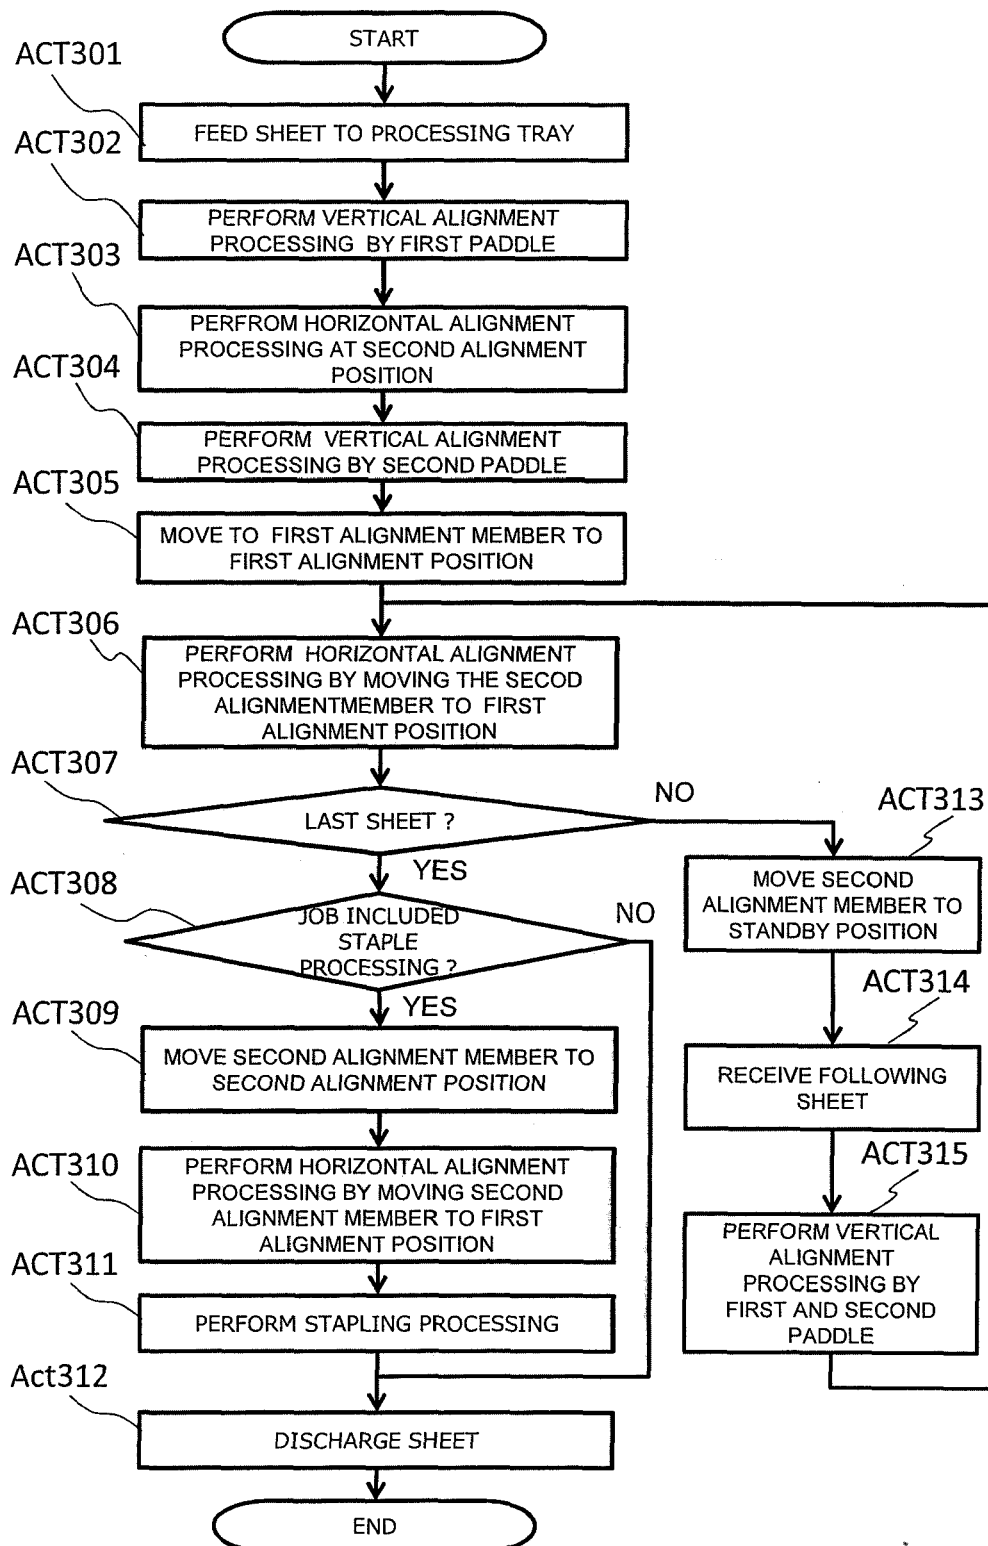 START
ACT301
FEED SHEET TO PROCESSING TRAY
ACT302
PERFORM VERTICAL ALIGNMENT
PROCESSING BY FIRST PADDLE
ACT303
PERFROM HORIZONTAL ALIGNMENT
PROCESSING AT SECOND ALIGNMENT
POSITION
ACT304
PERFORM VERTICAL ALIGNMENT
PROCESSING BY SECOND PADDLE
ACT305
MOVE TO FIRST ALIGNMENT MEMBER TO
FIRST ALIGNMENT POSITION
ACT306
PERFORM HORIZONTAL ALIGNMENT
PROCESSING BY MOVING THE SECOD
ALIGNMENTMEMBER TO FIRST
ALIGNMENT POSITION
ACT307
LAST SHEET ?
NO
YES
ACT308
JOB INCLUDED
STAPLE
PROCESSING ?
NO
YES
ACT309
MOVE SECOND ALIGNMENT MEMBER TO
SECOND ALIGNMENT POSITION
ACT310
PERFORM HORIZONTAL ALIGNMENT
PROCESSING BY MOVING SECOND
ALIGNMENT MEMBER TO FIRST
ALIGNMENT POSITION
ACT311
PERFORM STAPLING PROCESSING
Act312
DISCHARGE SHEET
END
ACT313
MOVE SECOND
ALIGNMENT MEMBER TO
STANDBY POSITION
ACT314
RECEIVE FOLLOWING
SHEET
ACT315
PERFORM VERTICAL
ALIGNMENT
PROCESSING BY
FIRST AND SECOND
PADDLE